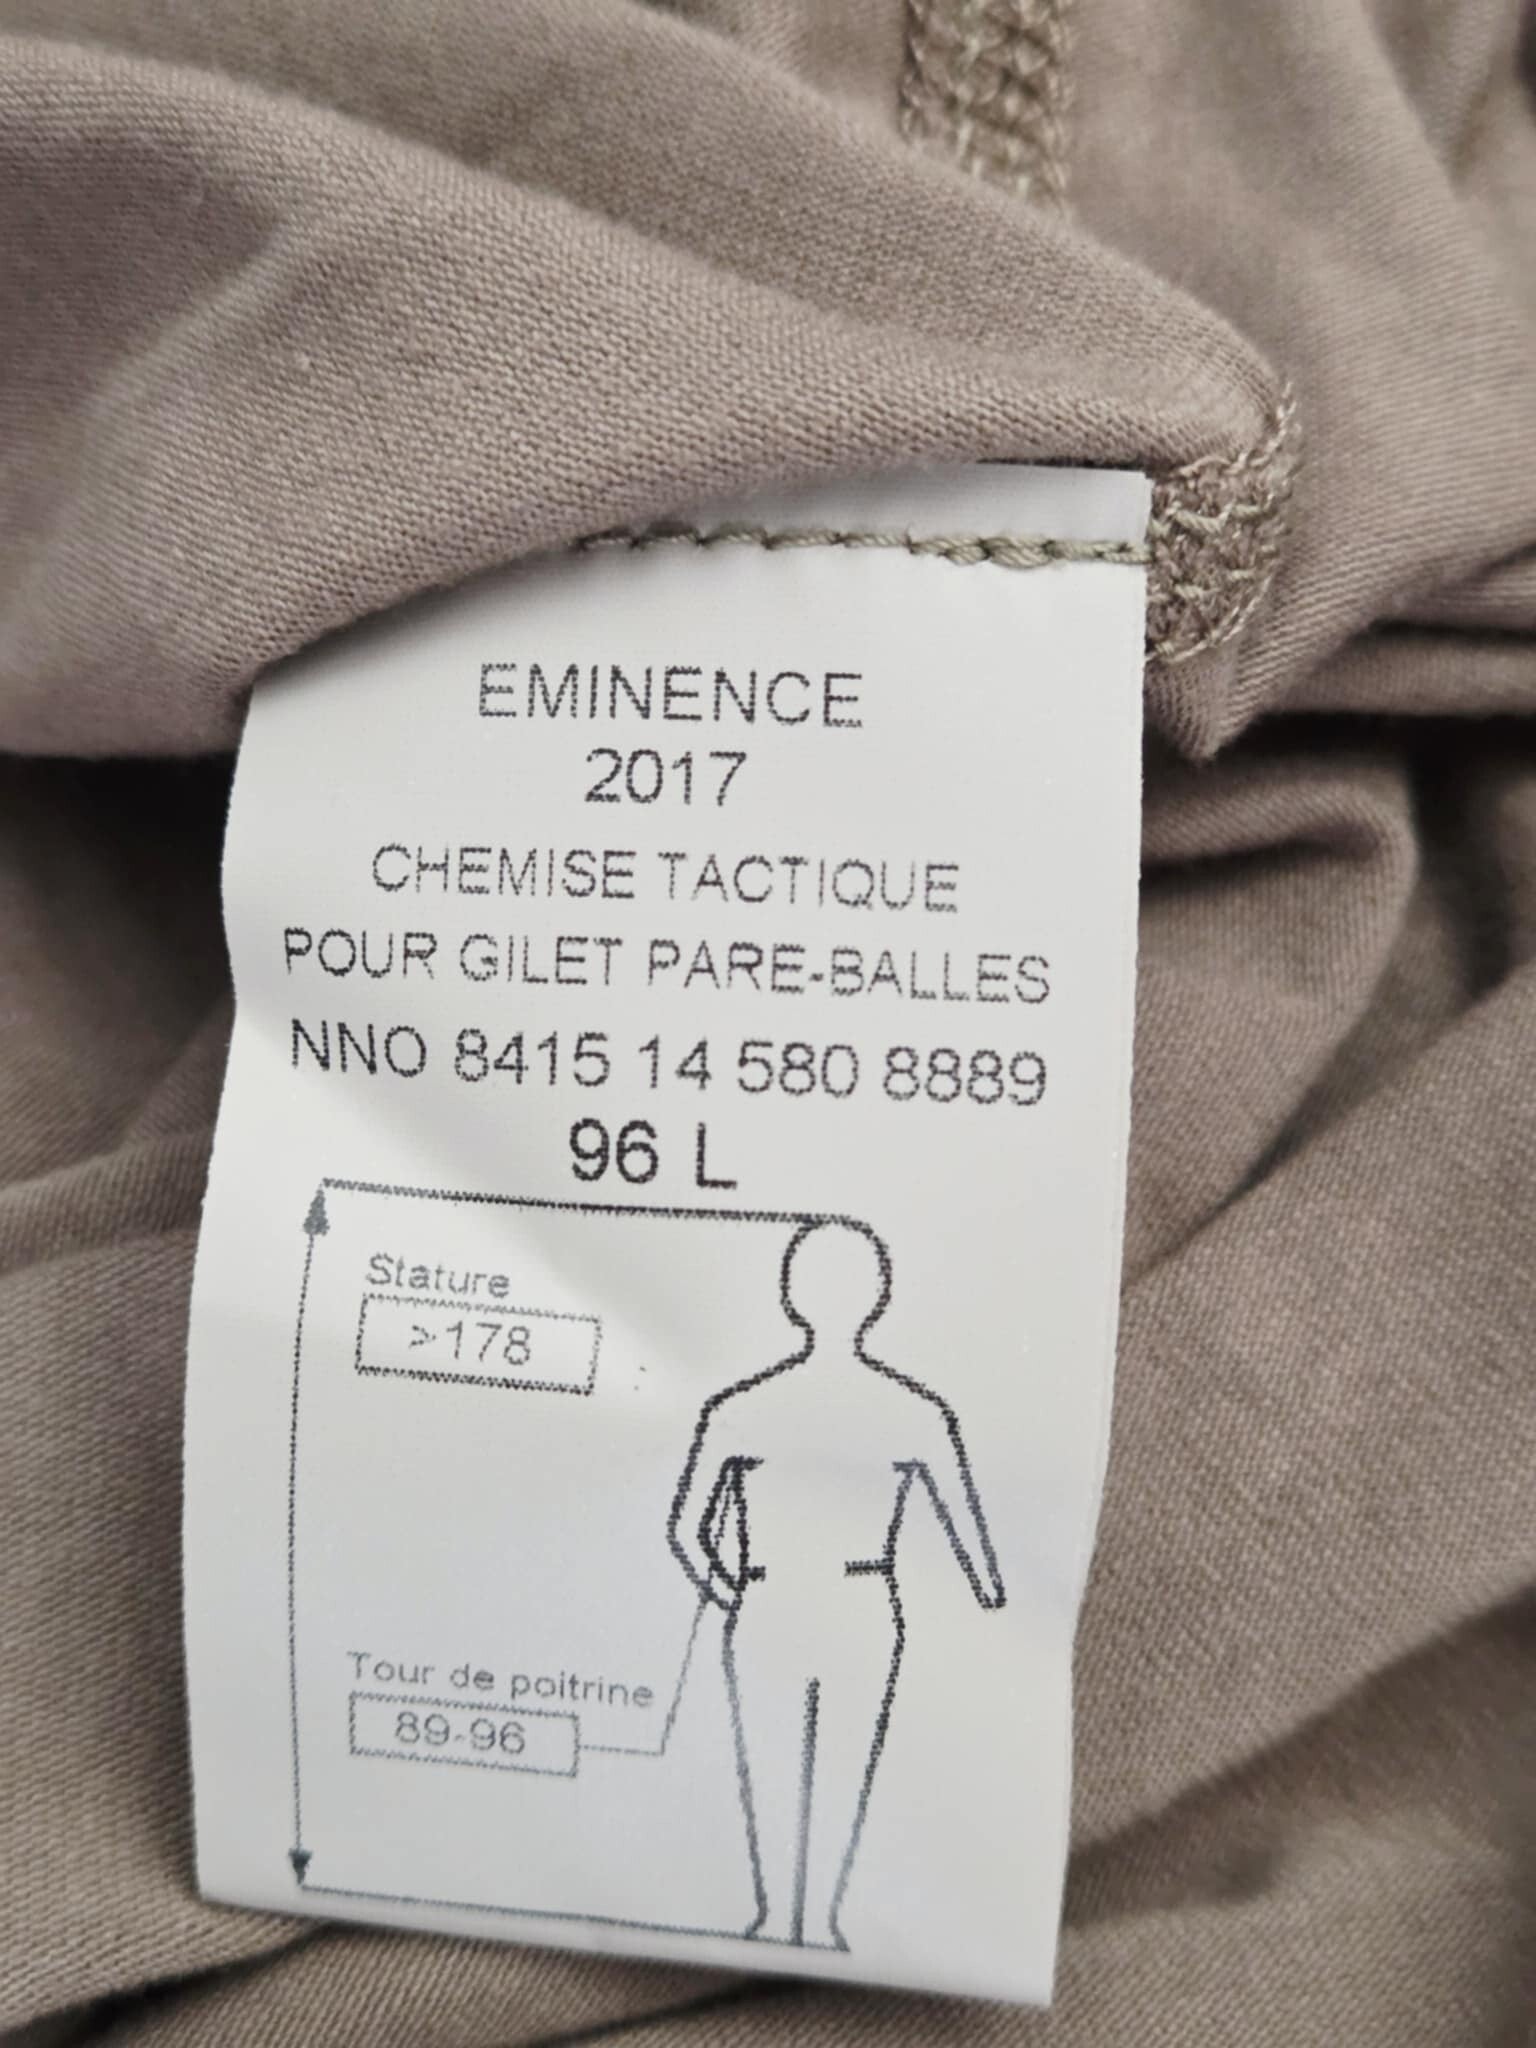 EMINENCE
2017
CHEMISE TACTIQUE
POUR GILET PARE-BALLES
NNO 8415 14 580 8889
96 L
Stature
>178
Tour de poitrine
89-96